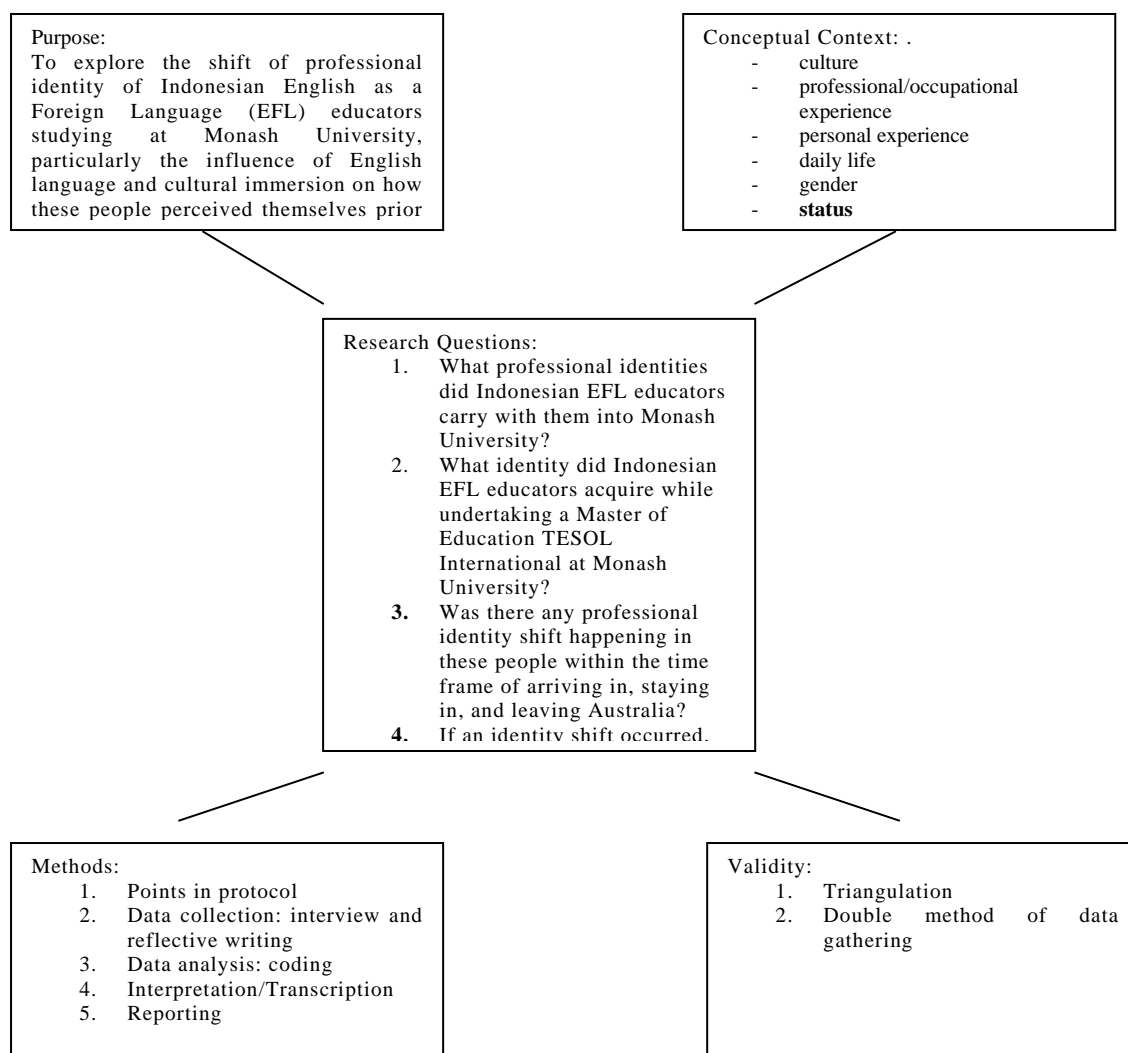 Purpose:
To explore the shift of professional
identity of Indonesian English as a
Foreign Language (EFL) educators
studying at Monash University,
particularly the influence of English
language and cultural immersion on how
these people perceived themselves prior
Conceptual Context: .
- culture
- professional/occupational
experience
- personal experience
- daily life
- gender
- status
Research Questions:
1. What professional identities
did Indonesian EFL educators
carry with them into Monash
University?
2. What identity did Indonesian
EFL educators acquire while
undertaking a Master of
Education TESOL
International at Monash
University?
3. Was there any professional
identity shift happening in
these people within the time
frame of arriving in, staying
in, and leaving Australia?
4. If an identity shift occurred,
Methods:
1. Points in protocol
2. Data collection: interview and
reflective writing
3. Data analysis: coding
4. Interpretation/Transcription
5. Reporting
Validity:
1. Triangulation
2. Double method of data
gathering